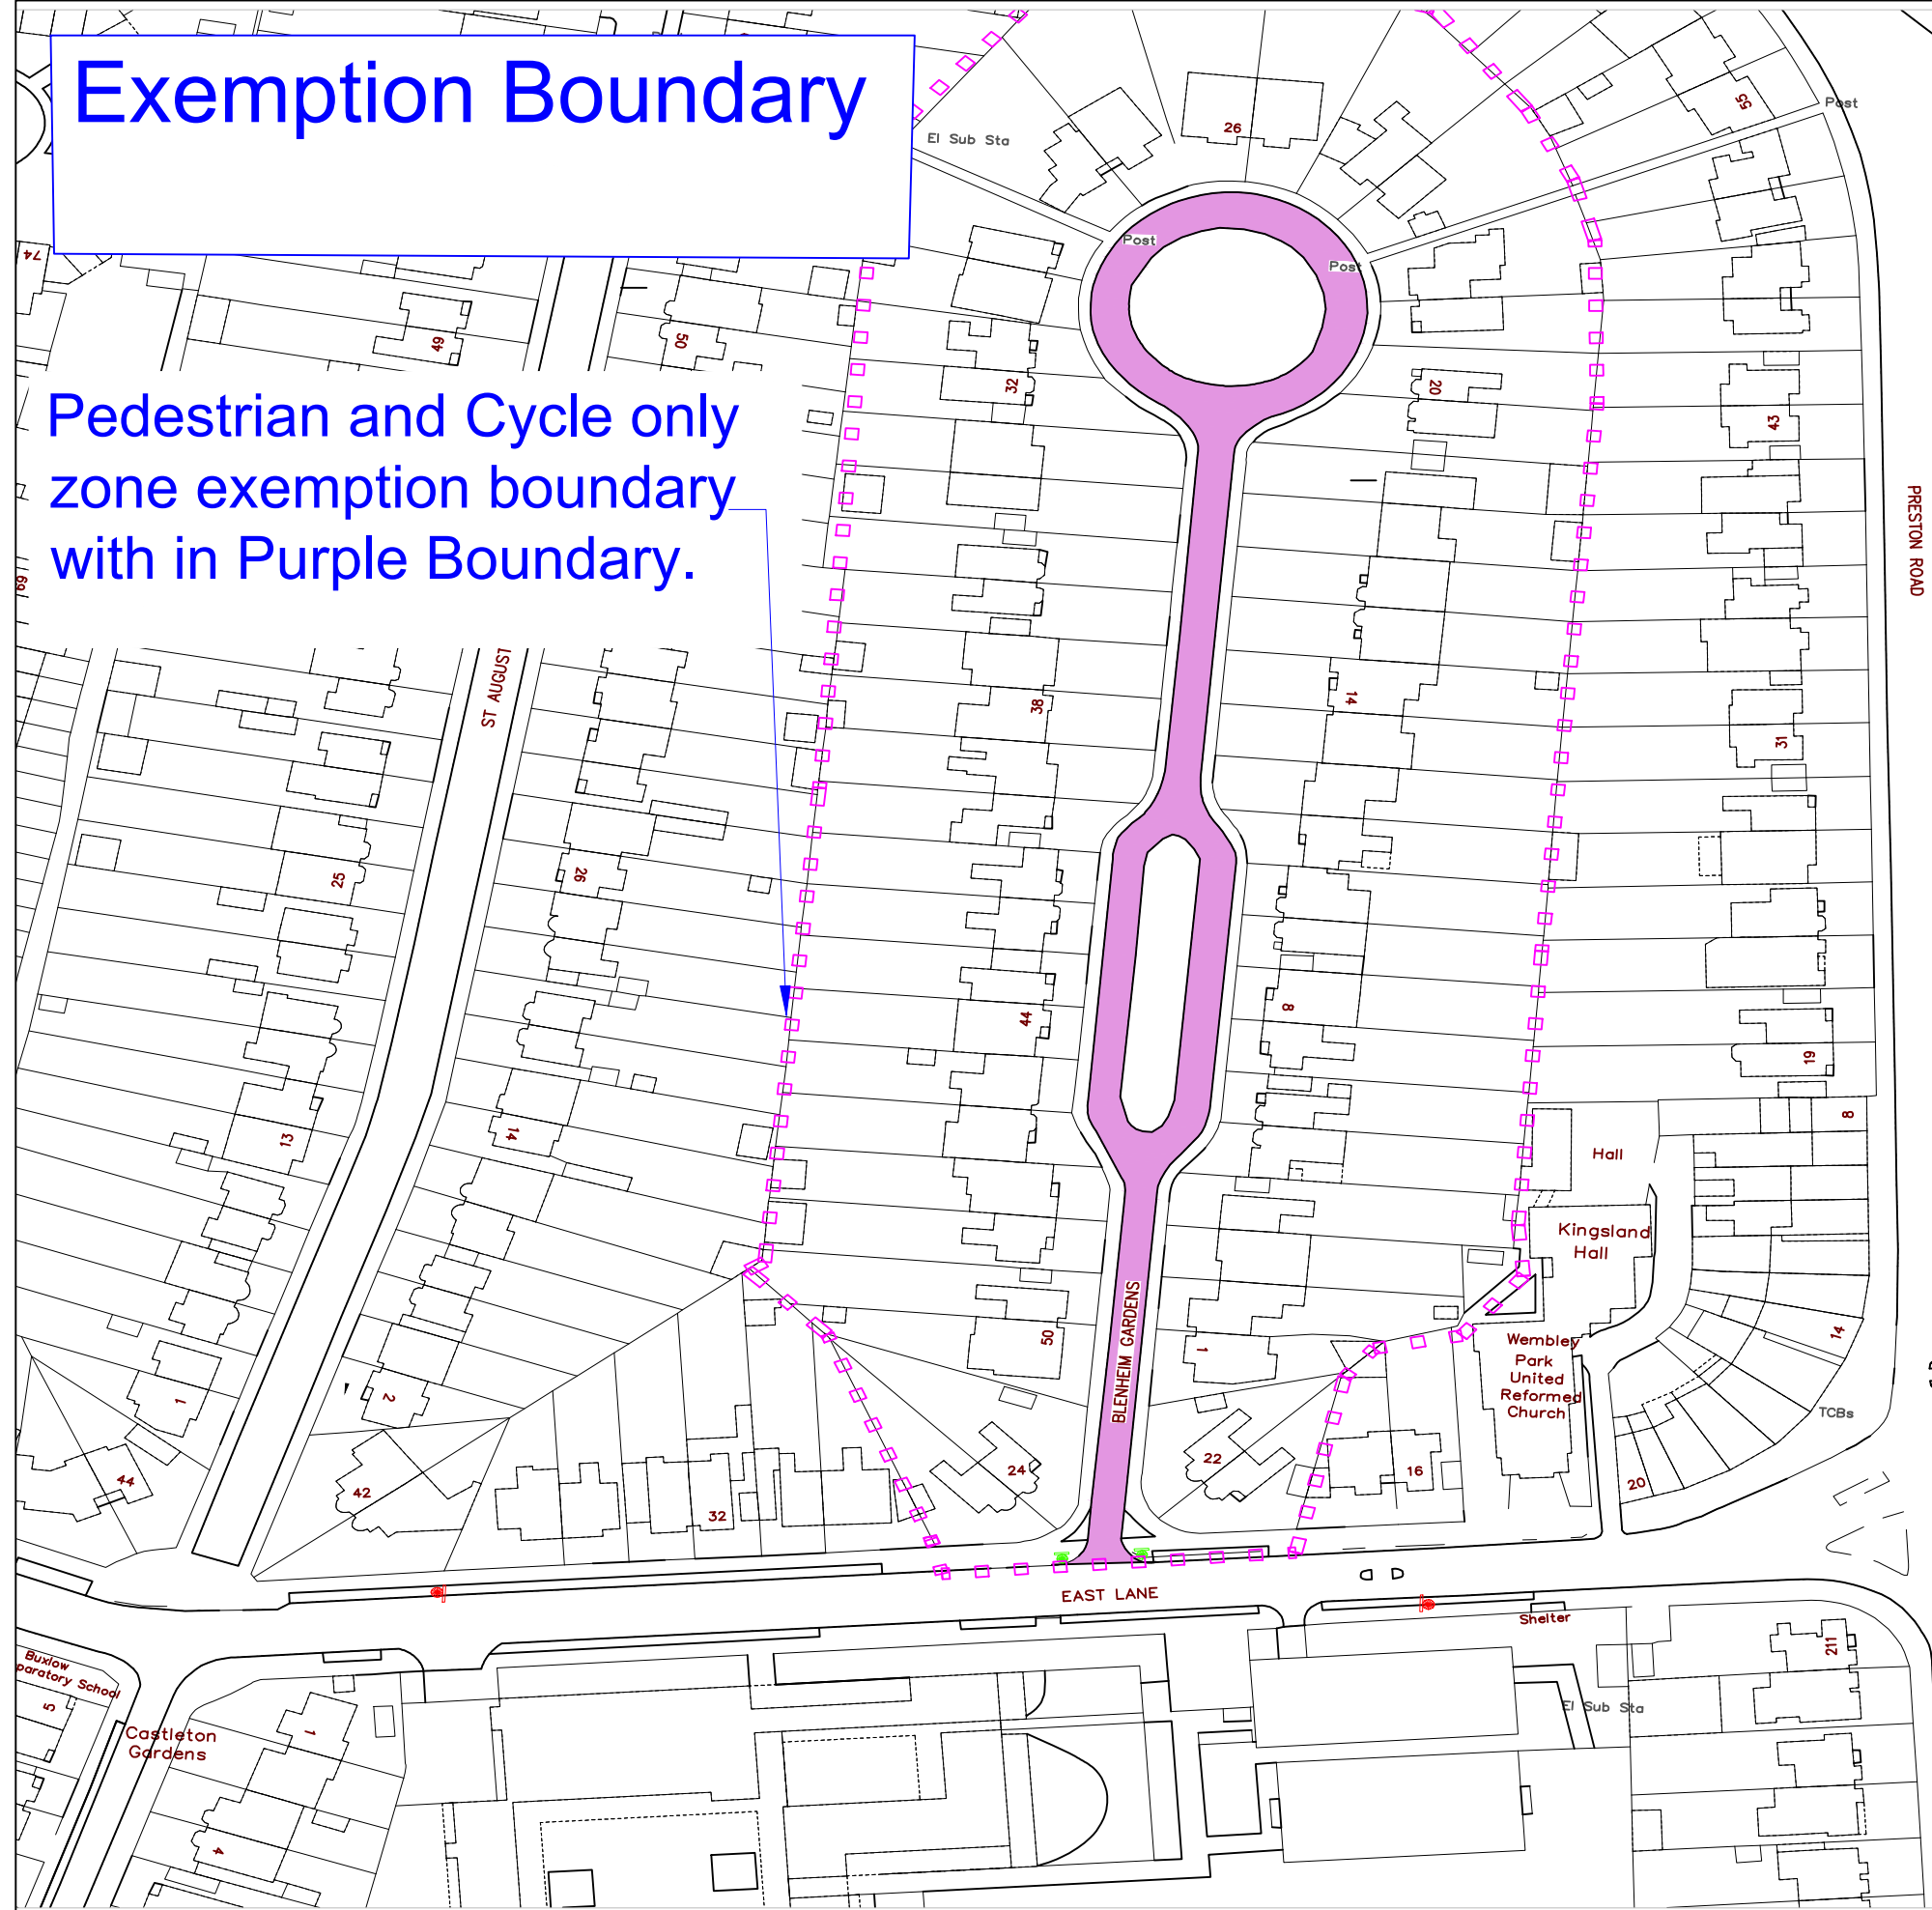 Exemption Boundary
El Sub Sta
26
55
Post
Post
Post
74
49
50
32
20
43
Pedestrian and Cycle only
zone exemption boundary
with in Purple Boundary.
PRESTON ROAD
69
ST AUGUST
38
14
31
25
26
44
8
19
13
14
8
Hall
Kingsland
Hall
BLENHEIM GARDENS
50
1
Wembley
Park
United
Reformed
Church
14
TCBs
1
2
44
42
32
24
22
16
20
EAST LANE
Shelter
Buxlow
paratory School
5
Castleton
Gardens
1
4
211
El Sub Sta